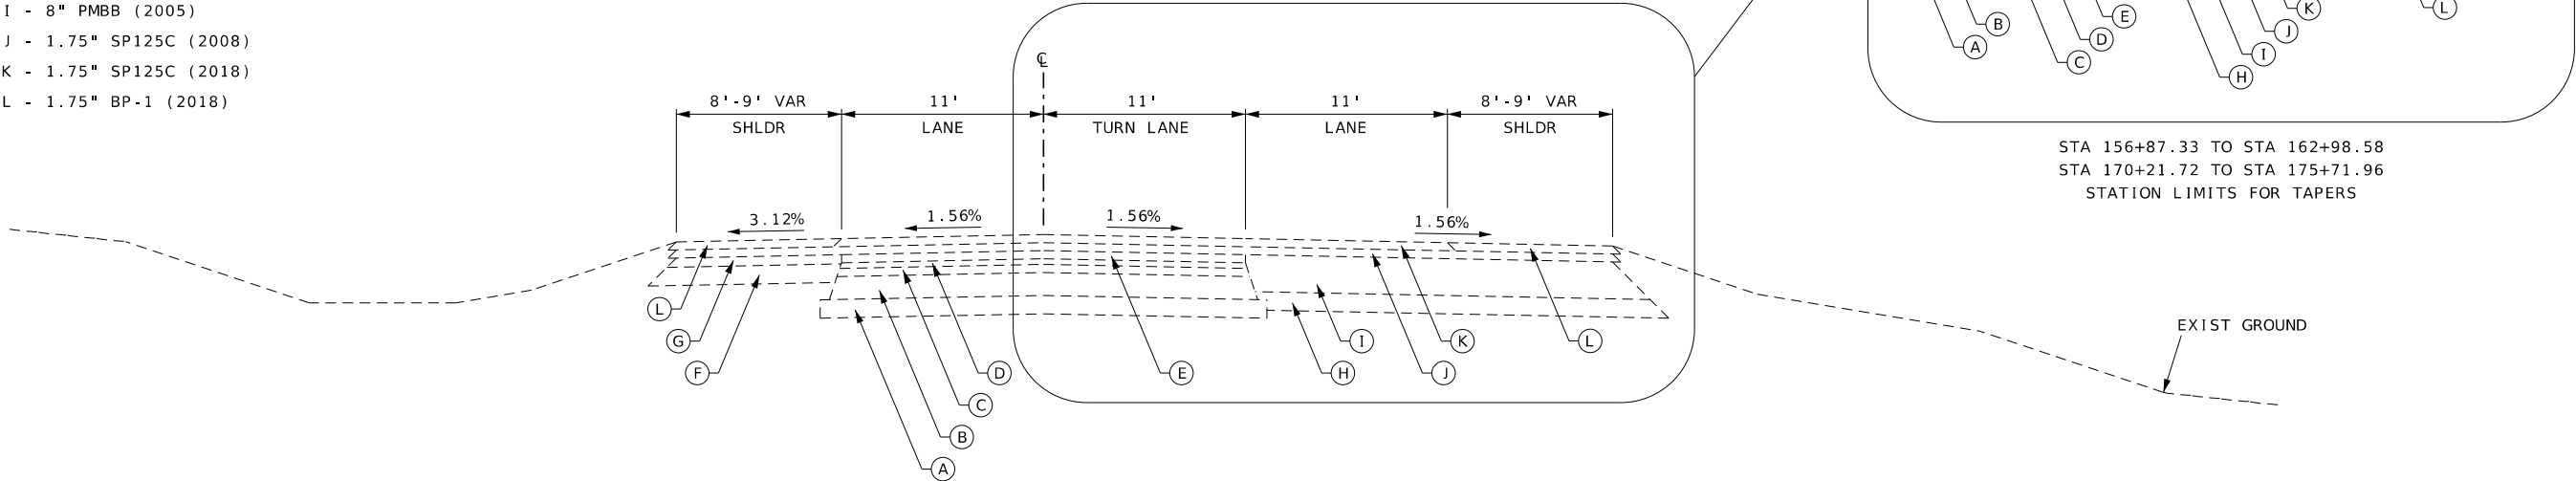 I - 8" PMBB (2005)
J - 1.75" SP125C (2008)
K - 1.75" SP125C (2018)
L - 1.75" BP-1 (2018)
A
B
C
D
E
H
I
J
K
L
STA 156+87.33 TO STA 162+98.58
STA 170+21.72 TO STA 175+71.96
STATION LIMITS FOR TAPERS
℄
8'-9' VAR
SHLDR
11'
LANE
11'
TURN LANE
11'
LANE
8'-9' VAR
SHLDR
3.12%
1.56%
1.56%
1.56%
L
G
F
D
C
B
A
E
I
H
K
J
L
EXIST GROUND